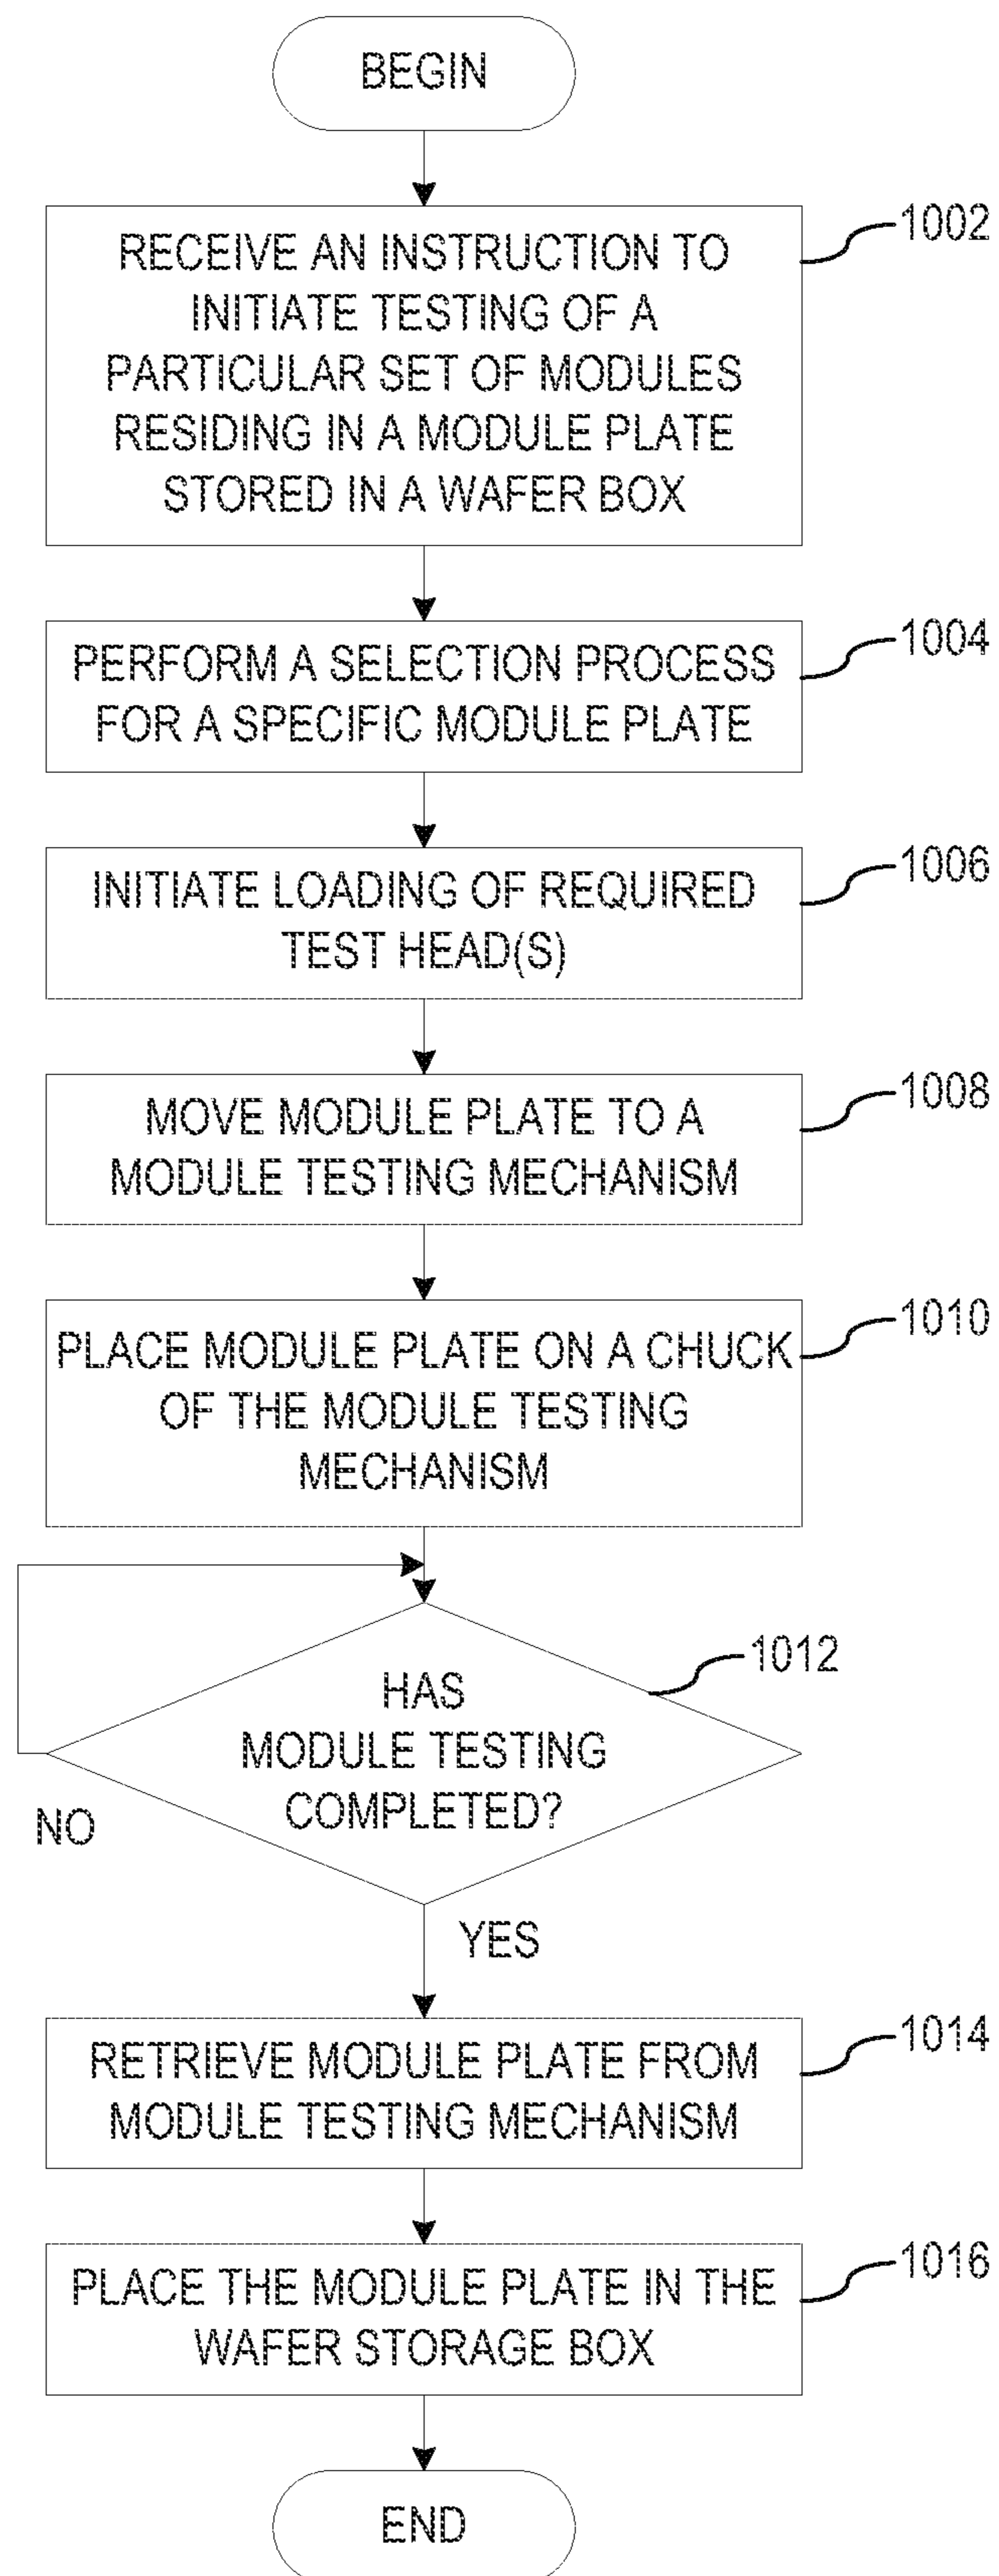 BEGIN
RECEIVE AN INSTRUCTION TO
INITIATE TESTING OF A
PARTICULAR SET OF MODULES
RESIDING IN A MODULE PLATE
STORED IN A WAFER BOX
1002
PERFORM A SELECTION PROCESS
FOR A SPECIFIC MODULE PLATE
1004
INITIATE LOADING OF REQUIRED
TEST HEAD(S)
1006
MOVE MODULE PLATE TO A
MODULE TESTING MECHANISM
1008
PLACE MODULE PLATE ON A CHUCK
OF THE MODULE TESTING
MECHANISM
1010
HAS
MODULE TESTING
COMPLETED?
1012
NO
YES
RETRIEVE MODULE PLATE FROM
MODULE TESTING MECHANISM
1014
PLACE THE MODULE PLATE IN THE
WAFER STORAGE BOX
1016
END